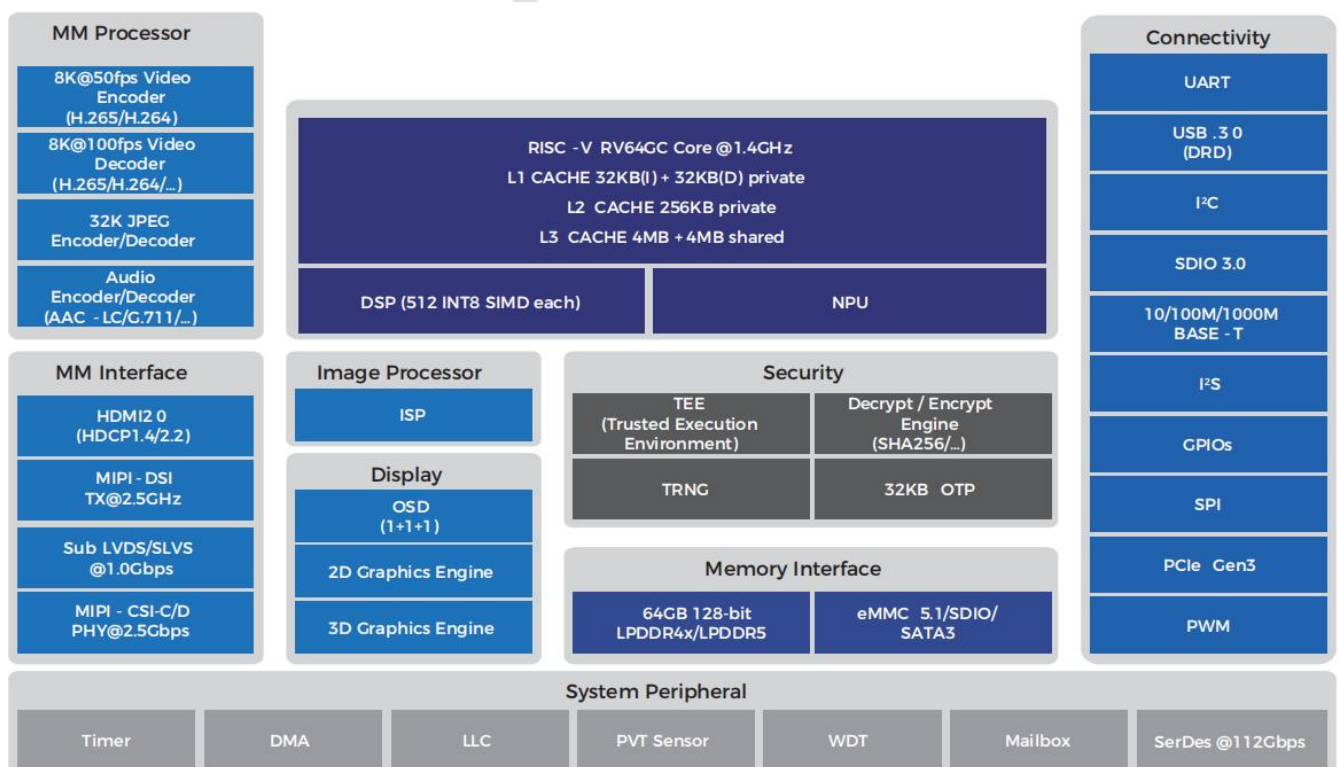 MM Processor
8K@50fps Video
Encoder
(H.265/H.264)
8K@100fps Video
Decoder
(H.265/H.264/...)
32K JPEG
Encoder/Decoder
Audio
Encoder/Decoder
(AAC - LC/G.711/...)
RISC -V RV64GC Core @1.4GHz
L1 CACHE 32KB(I) + 32KB(D) private
L2 CACHE 256KB private
L3 CACHE 4MB +4MB shared
DSP (512 INT8 SIMD each)
NPU
Connectivity
UART
USB .3 0
(DRD)
I²C
SDIO 3.0
10/100M/1000M
BASE - T
I²S
GPIOs
SPI
PCIe Gen3
PWM
MM Interface
HDMI2 0
(HDCP1.4/2.2)
MIPI - DSI
TX@2.5GHz
Sub LVDS/SLVS
@1.0Gbps
MIPI - CSI-C/D
PHY@2.5Gbps
Image Processor
ISP
Display
OSD
(1+1+1)
2D Graphics Engine
3D Graphics Engine
Security
TEE
(Trusted Execution
Environment)
Decrypt / Encrypt
Engine
(SHA256/...)
TRNG
32KB OTP
Memory Interface
64GB 128-bit
LPDDR4x/LPDDR5
eMMC 5.1/SDIO/
SATA3
System Peripheral
Timer
DMA
LLC
PVT Sensor
WDT
Mailbox
SerDes @112Gbps